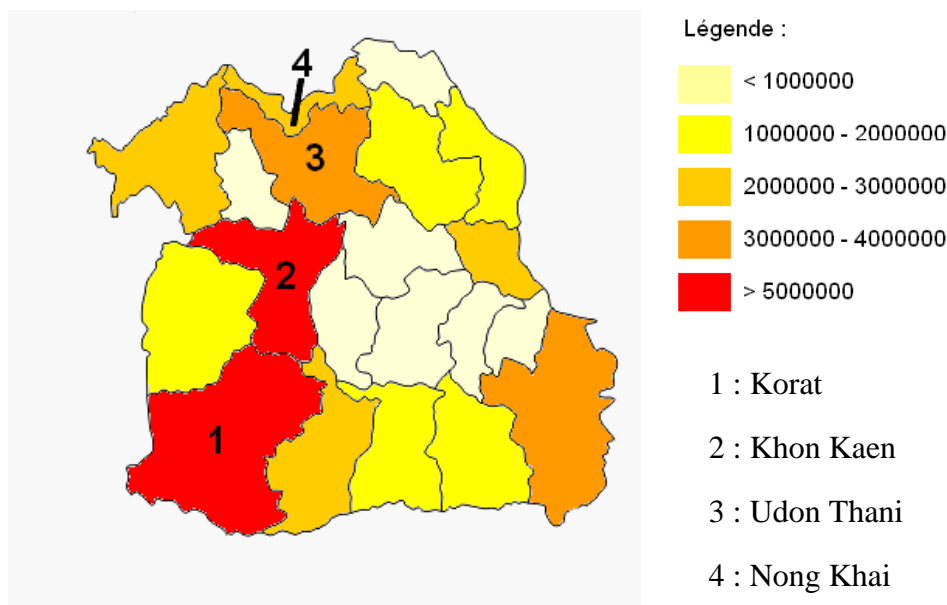 Légende :
< 1000000
1000000 - 2000000
2000000 - 3000000
3000000 - 4000000
> 5000000
4
3
2
1
1 : Korat
2 : Khon Kaen
3 : Udon Thani
4 : Nong Khai